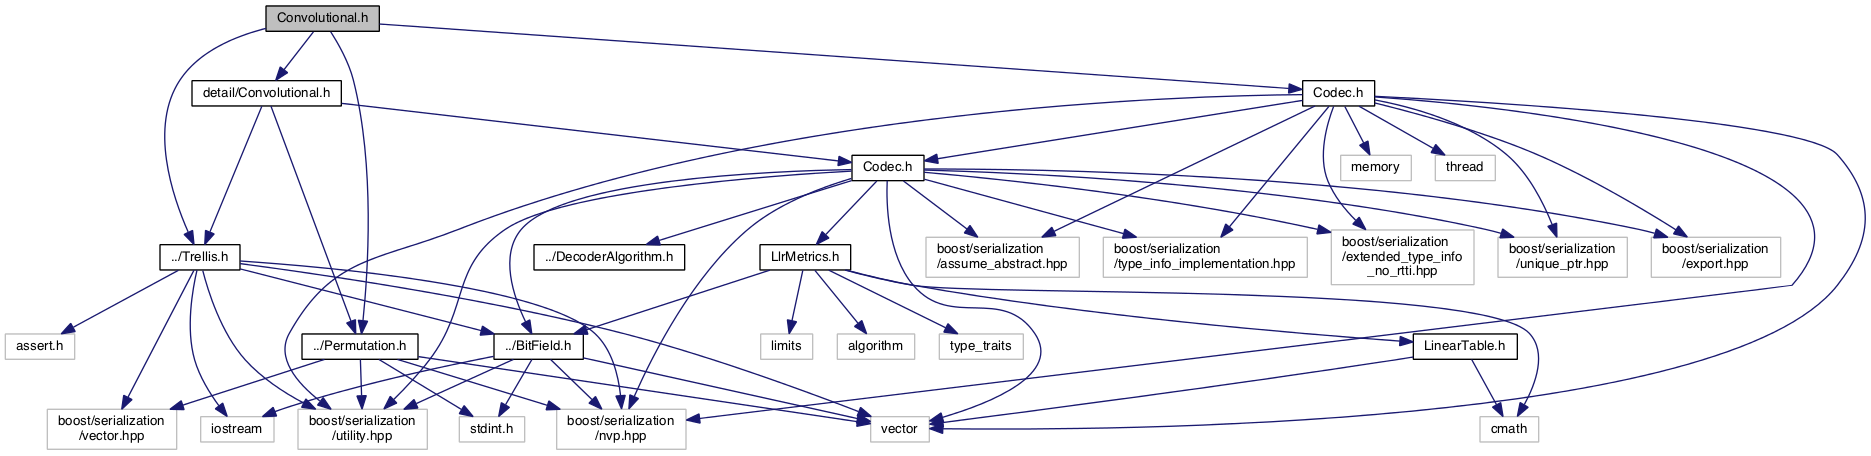 Convolutional.h
detail/Convolutional.h
Codec.h
Codec.h
memory
thread
../Trellis.h
../DecoderAlgorithm.h
LlrMetrics.h
boost/serialization
/assume_abstract.hpp
boost/serialization
/type_info_implementation.hpp
boost/serialization
/extended_type_info
_no_rtti.hpp
boost/serialization
/unique_ptr.hpp
boost/serialization
/export.hpp
assert.h
../Permutation.h
../BitField.h
limits
algorithm
type_traits
LinearTable.h
boost/serialization
/vector.hpp
iostream
boost/serialization
/utility.hpp
stdint.h
boost/serialization
/nvp.hpp
vector
cmath